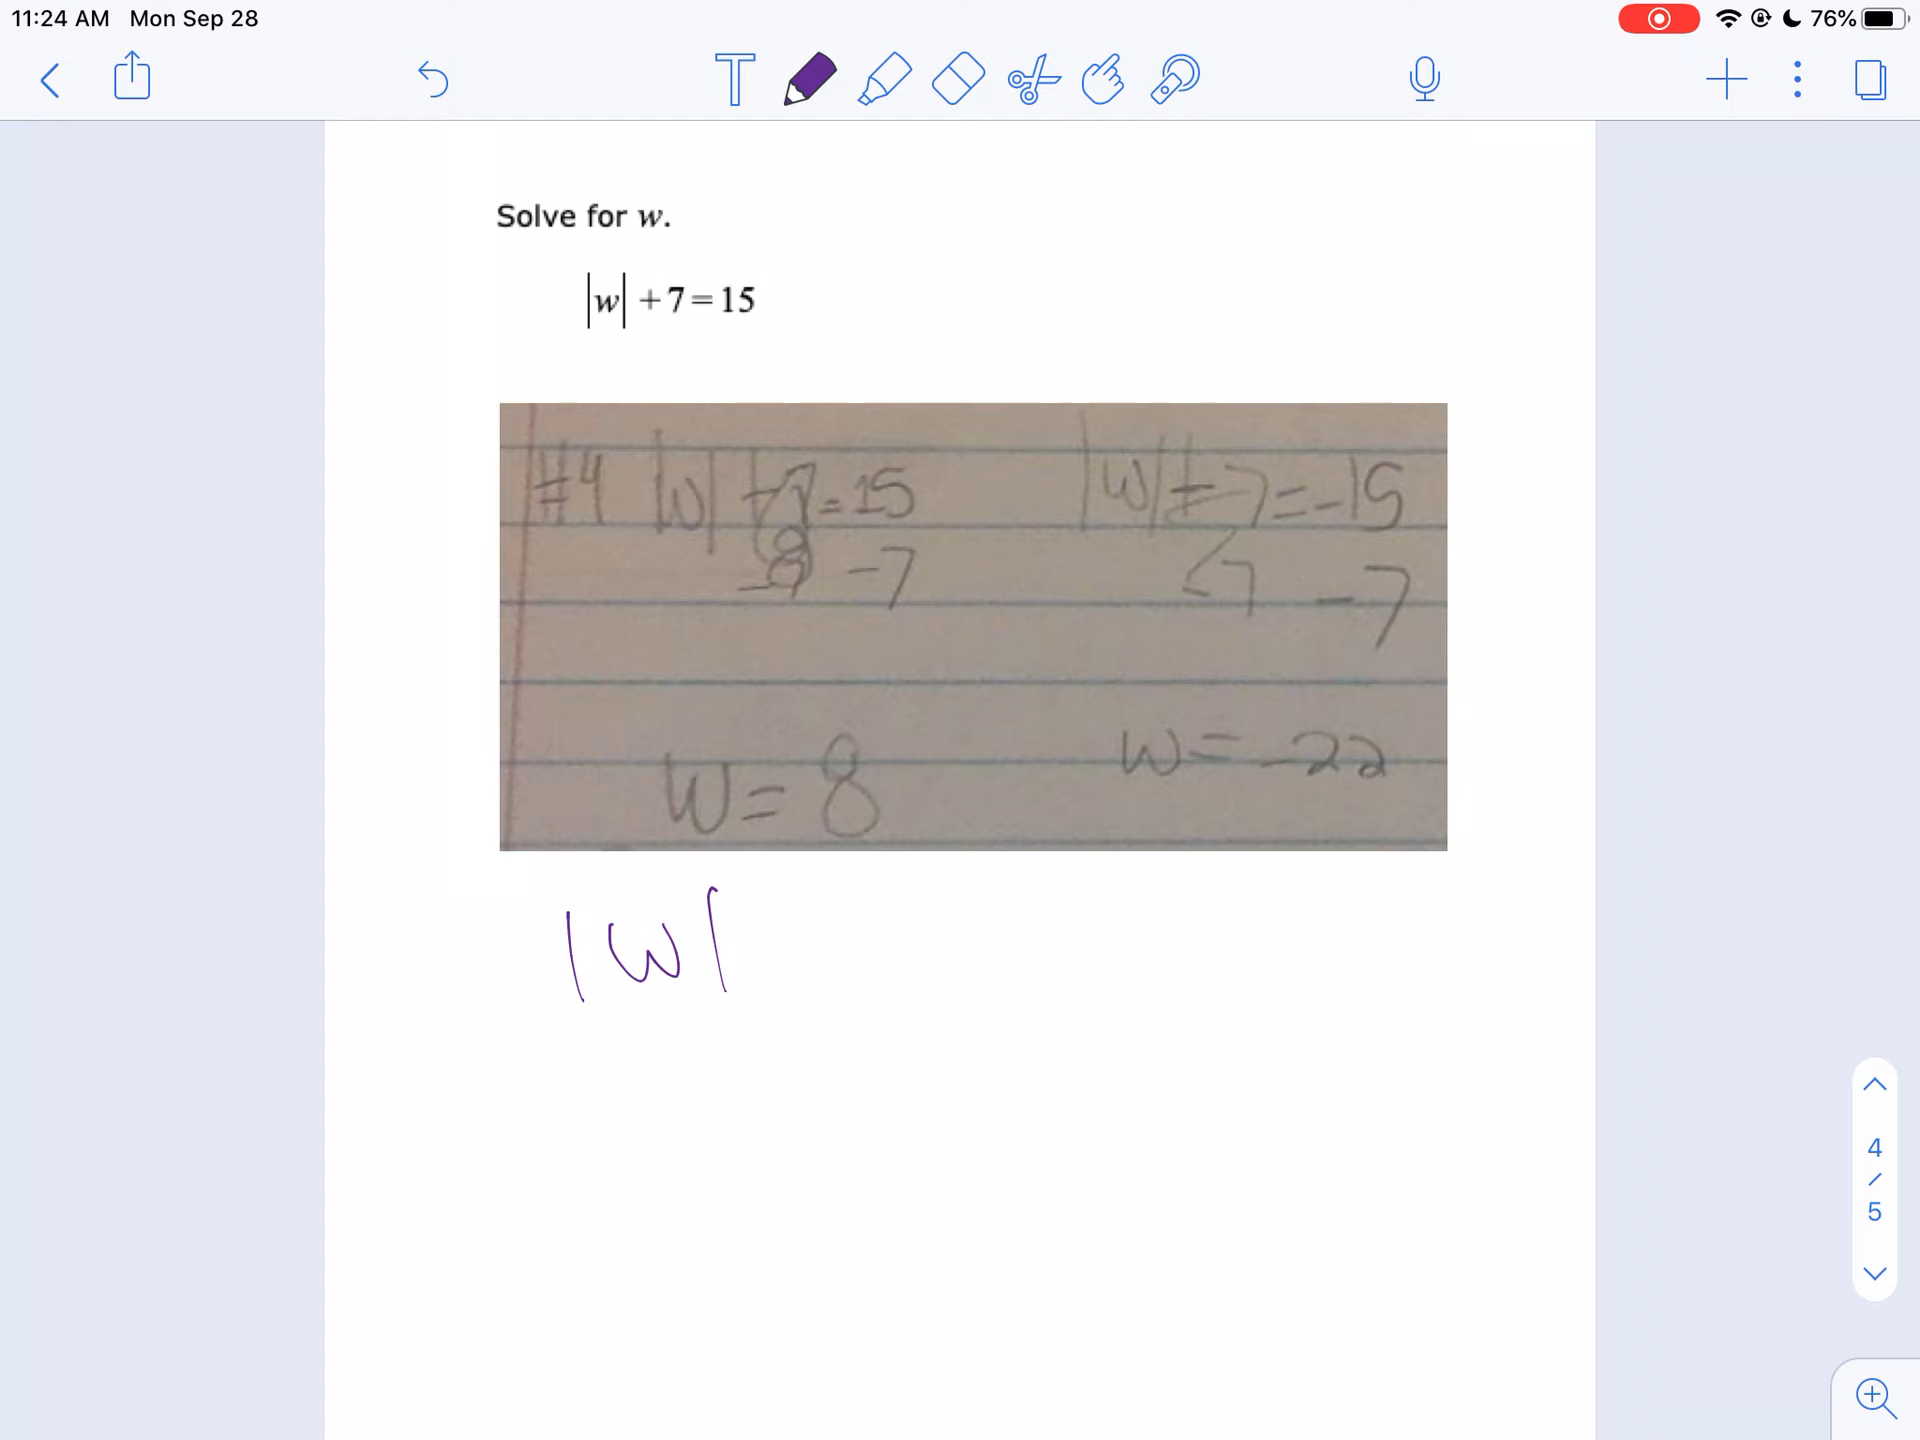 11:24 AM Mon Sep 28
76%
Solve for w.
|w| + 7 = 15
#4 |W| +7 = 15
|W| + 7 = -15
-7
-7 -7
W = 8
W = -22
|W|
4
/
5